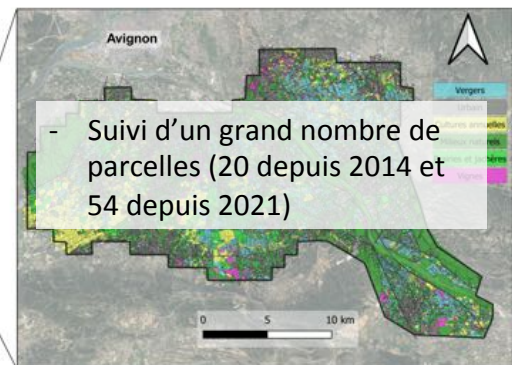 Avignon
Vergers
Urbain
- Suivi d’un grand nombre de
parcelles (20 depuis 2014 et
54 depuis 2021)
Vignes
0 5 10 km